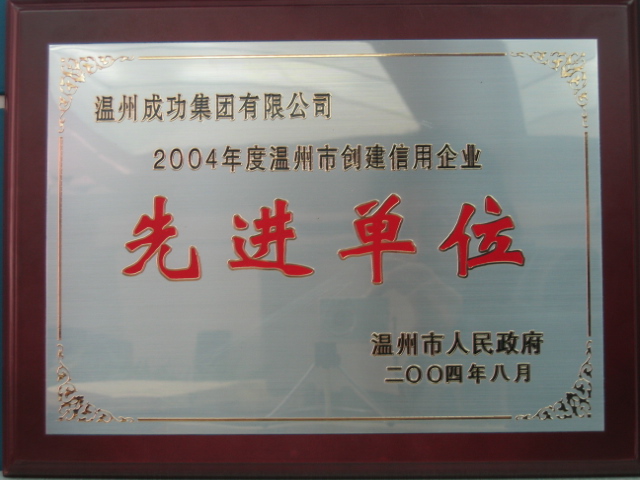 温州成功集团有限公司
2004年度温州市创建信用企业
先进单位
温州市人民政府
二〇〇四年八月